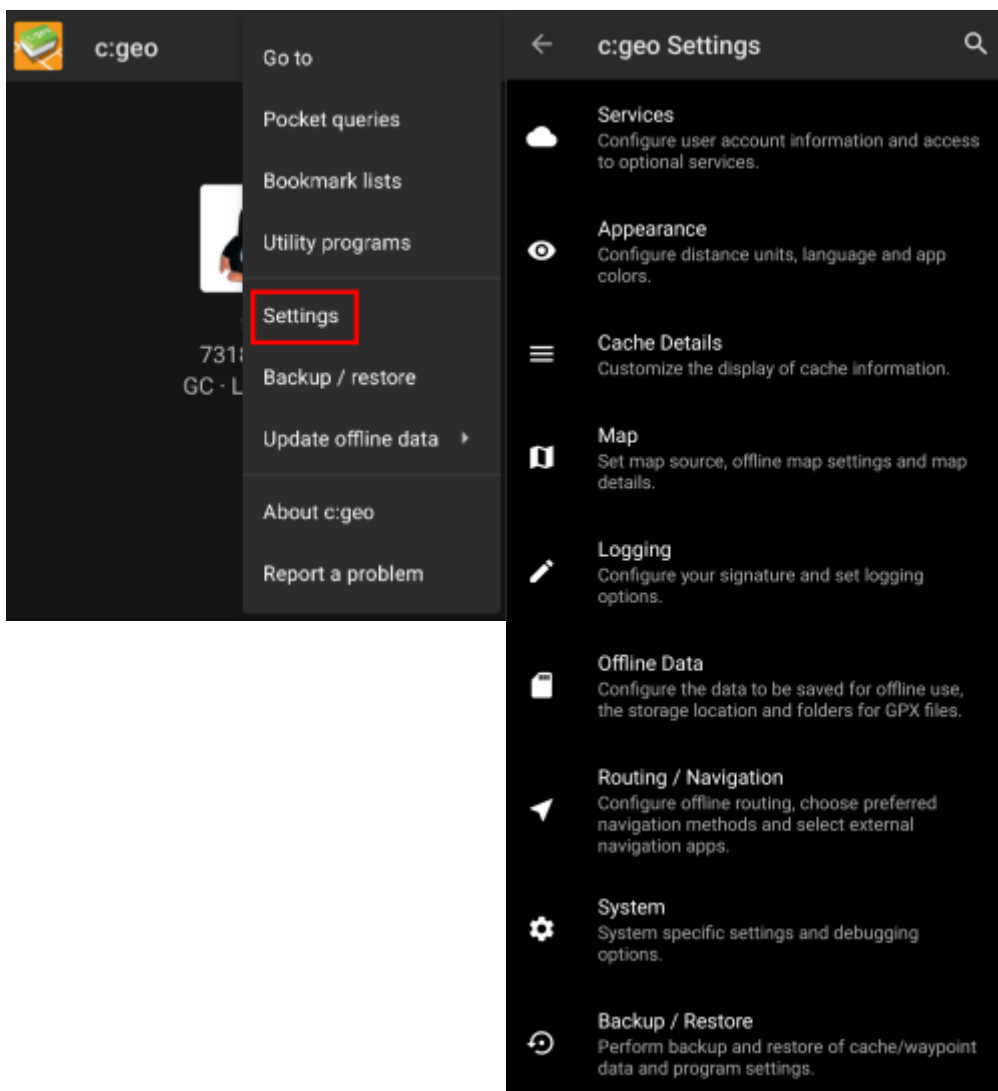 c:geo
Go to
Pocket queries
Bookmark lists
Utility programs
Settings
Backup / restore
Update offline data
About c:geo
Report a problem
731
GC · L
c:geo Settings
Services
Configure user account information and access
to optional services.
Appearance
Configure distance units, language and app
colors.
Cache Details
Customize the display of cache information.
Map
Set map source, offline map settings and map
details.
Logging
Configure your signature and set logging
options.
Offline Data
Configure the data to be saved for offline use,
the storage location and folders for GPX files.
Routing / Navigation
Configure offline routing, choose preferred
navigation methods and select external
navigation apps.
System
System specific settings and debugging
options.
Backup / Restore
Perform backup and restore of cache/waypoint
data and program settings.